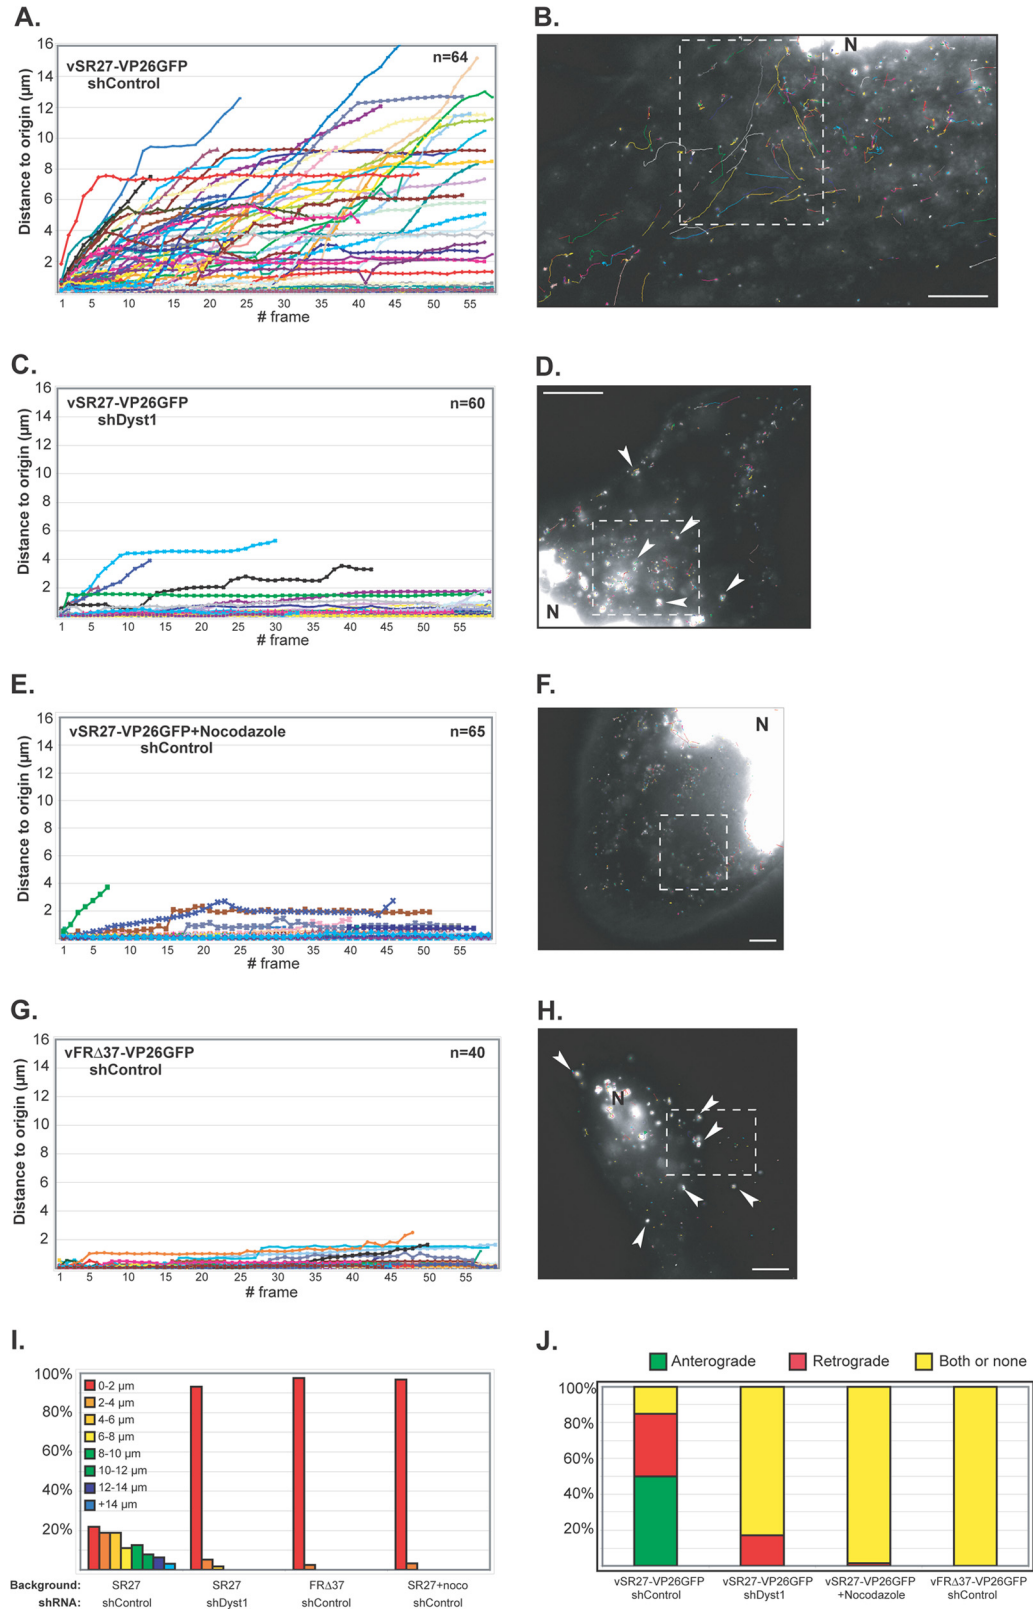 A.
vSR27-VP26GFP
shControl
n=64
Distance to origin (µm)
16
14
12
10
8
6
4
2
1 5 10 15 20 25 30 35 40 45 50 55
# frame
B.
N
C.
vSR27-VP26GFP
shDyst1
n=60
Distance to origin (µm)
16
14
12
10
8
6
4
2
1 5 10 15 20 25 30 35 40 45 50 55
# frame
D.
N
E.
vSR27-VP26GFP+Nocodazole
shControl
n=65
Distance to origin (µm)
16
14
12
10
8
6
4
2
1 5 10 15 20 25 30 35 40 45 50 55
# frame
F.
N
G.
vFRΔ37-VP26GFP
shControl
n=40
Distance to origin (µm)
16
14
12
10
8
6
4
2
1 5 10 15 20 25 30 35 40 45 50 55
# frame
H.
N
I.
100%
80%
60%
40%
20%
0-2 µm
2-4 µm
4-6 µm
6-8 µm
8-10 µm
10-12 µm
12-14 µm
+14 µm
Background: SR27 SR27 FRΔ37 SR27+noco
shRNA: shControl shDyst1 shControl shControl
J.
Anterograde Retrograde Both or none
100%
80%
60%
40%
20%
vSR27-VP26GFP vSR27-VP26GFP vSR27-VP26GFP vFRΔ37-VP26GFP
shControl shDyst1 +Nocodazole shControl